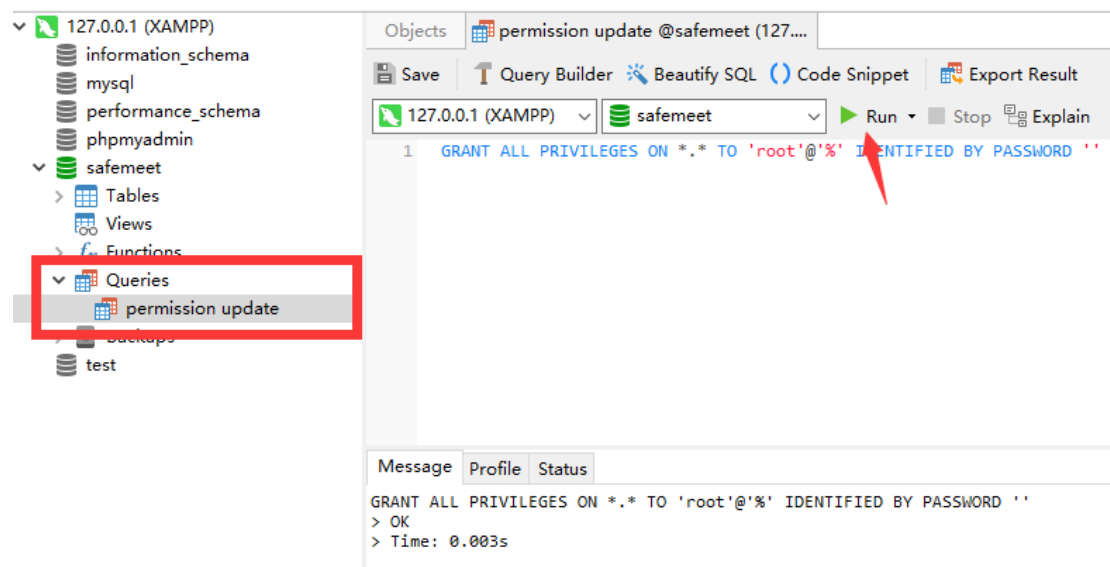 127.0.0.1 (XAMPP)
information_schema
mysql
performance_schema
phpmyadmin
safemeet
Tables
Views
Functions
Queries
permission update
Backups
test
Objects
permission update @safemeet (127....
Save Query Builder Beautify SQL () Code Snippet Export Result
127.0.0.1 (XAMPP) safemeet Run Stop Explain
1 GRANT ALL PRIVILEGES ON *.* TO 'root'@'%' IDENTIFIED BY PASSWORD ''
Message Profile Status
GRANT ALL PRIVILEGES ON *.* TO 'root'@'%' IDENTIFIED BY PASSWORD ''
> OK
> Time: 0.003s